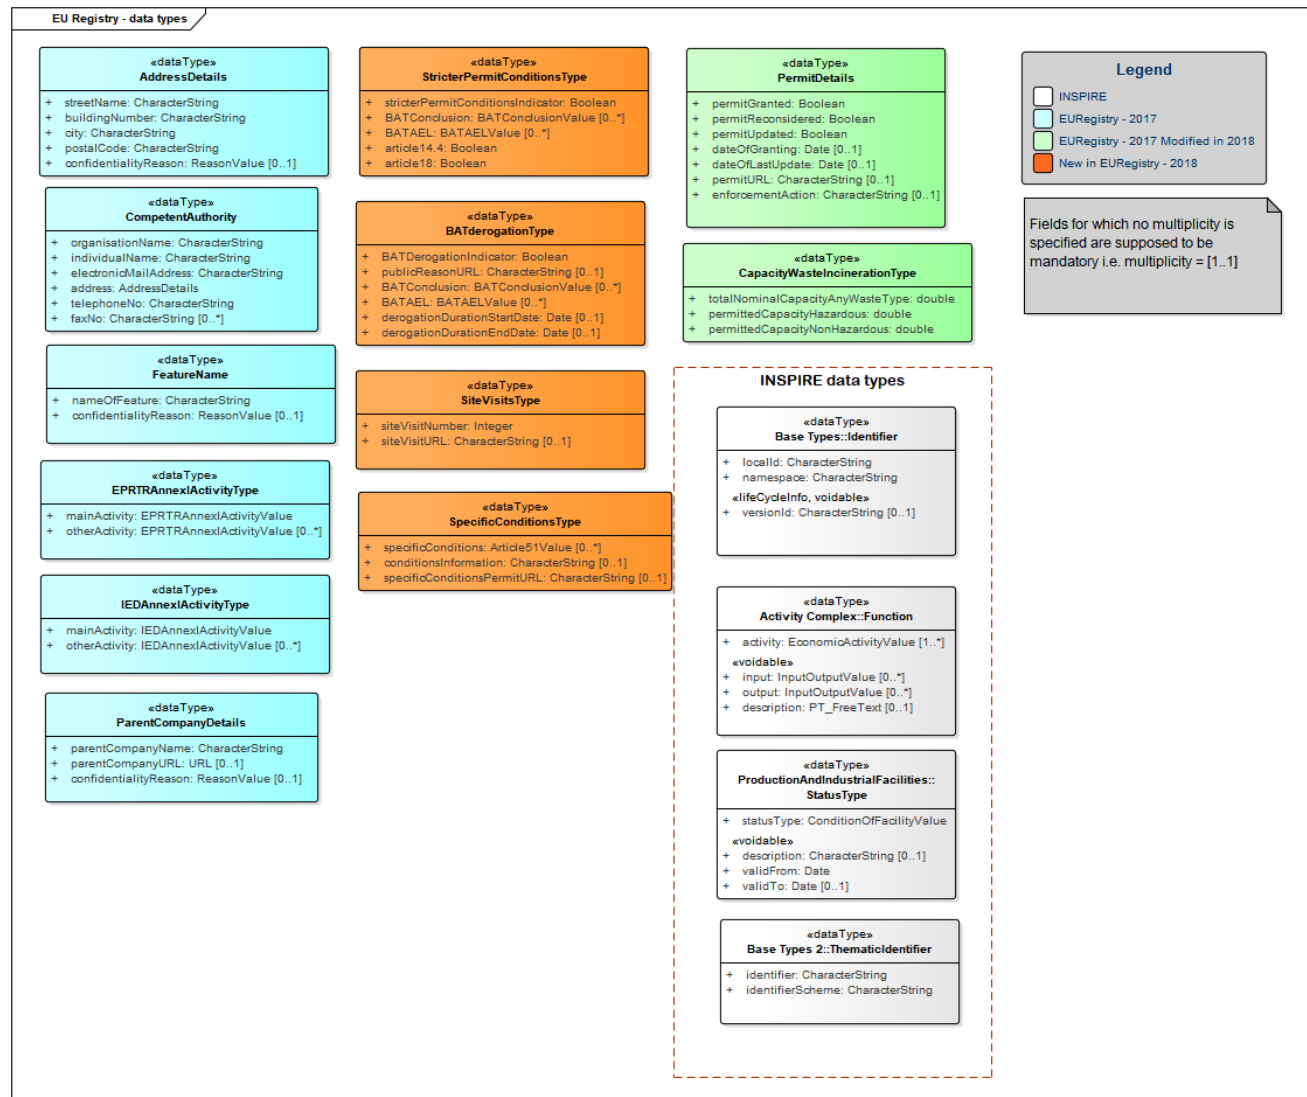 EU Registry - data types
«dataType»
AddressDetails
+ streetName: CharacterString
+ buildingNumber: CharacterString
+ city: CharacterString
+ postalCode: CharacterString
+ confidentialityReason: ReasonValue [0..1]
«dataType»
CompetentAuthority
+ organisationName: CharacterString
+ individualName: CharacterString
+ electronicMailAddress: CharacterString
+ address: AddressDetails
+ telephoneNo: CharacterString
+ faxNo: CharacterString [0..*]
«dataType»
FeatureName
+ nameOfFeature: CharacterString
+ confidentialityReason: ReasonValue [0..1]
«dataType»
EPRTRAnnexIActivityType
+ mainActivity: EPRTRAnnexIActivityValue
+ otherActivity: EPRTRAnnexIActivityValue [0..*]
«dataType»
IEDAnnexIActivityType
+ mainActivity: IEDAnnexIActivityValue
+ otherActivity: IEDAnnexIActivityValue [0..*]
«dataType»
ParentCompanyDetails
+ parentCompanyName: CharacterString
+ parentCompanyURL: URL [0..1]
+ confidentialityReason: ReasonValue [0..1]
«dataType»
StricterPermitConditionsType
+ stricterPermitConditionsIndicator: Boolean
+ BATConclusion: BATConclusionValue [0..*]
+ BATAEL: BATAELValue [0..*]
+ article14.4: Boolean
+ article18: Boolean
«dataType»
BATderogationType
+ BATDerogationIndicator: Boolean
+ publicReasonURL: CharacterString [0..1]
+ BATConclusion: BATConclusionValue [0..*]
+ BATAEL: BATAELValue [0..*]
+ derogationDurationStartDate: Date [0..1]
+ derogationDurationEndDate: Date [0..1]
«dataType»
SiteVisitsType
+ siteVisitNumber: Integer
+ siteVisitURL: CharacterString [0..1]
«dataType»
SpecificConditionsType
+ specificConditions: Article51Value [0..*]
+ conditionsInformation: CharacterString [0..1]
+ specificConditionsPermitURL: CharacterString [0..1]
«dataType»
PermitDetails
+ permitGranted: Boolean
+ permitReconsidered: Boolean
+ permitUpdated: Boolean
+ dateOfGranting: Date [0..1]
+ dateOfLastUpdate: Date [0..1]
+ permitURL: CharacterString [0..1]
+ enforcementAction: CharacterString [0..1]
«dataType»
CapacityWasteIncinerationType
+ totalNominalCapacityAnyWasteType: double
+ permittedCapacityHazardous: double
+ permittedCapacityNonHazardous: double
INSPIRE data types
«dataType»
Base Types::Identifier
+ localId: CharacterString
+ namespace: CharacterString
«lifeCycleInfo, voidable»
+ versionId: CharacterString [0..1]
«dataType»
Activity Complex::Function
+ activity: EconomicActivityValue [1..*]
«voidable»
+ input: InputOutputValue [0..*]
+ output: InputOutputValue [0..*]
+ description: PT_FreeText [0..1]
«dataType»
ProductionAndIndustrialFacilities::
StatusType
+ statusType: ConditionOfFacilityValue
«voidable»
+ description: CharacterString [0..1]
+ validFrom: Date
+ validTo: Date [0..1]
«dataType»
Base Types 2::ThematicIdentifier
+ identifier: CharacterString
+ identifierScheme: CharacterString
Legend
INSPIRE
EURegistry - 2017
EURegistry - 2017 Modified in 2018
New in EURegistry - 2018
Fields for which no multiplicity is
specified are supposed to be
mandatory i.e. multiplicity = [1..1]